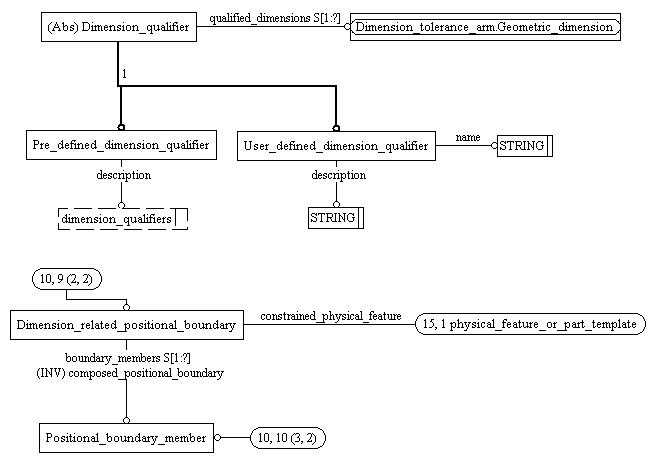 qualified_dimensions S[1:?]
(Abs) Dimension_qualifier
Dimension_tolerance_arm.Geometric_dimension
1
Pre_defined_dimension_qualifier
User_defined_dimension_qualifier
name
STRING
description
description
dimension_qualifiers
STRING
10, 9 (2, 2)
Dimension_related_positional_boundary
constrained_physical_feature
15, 1 physical_feature_or_part_template
boundary_members S[1:?]
(INV) composed_positional_boundary
Positional_boundary_member
10, 10 (3, 2)